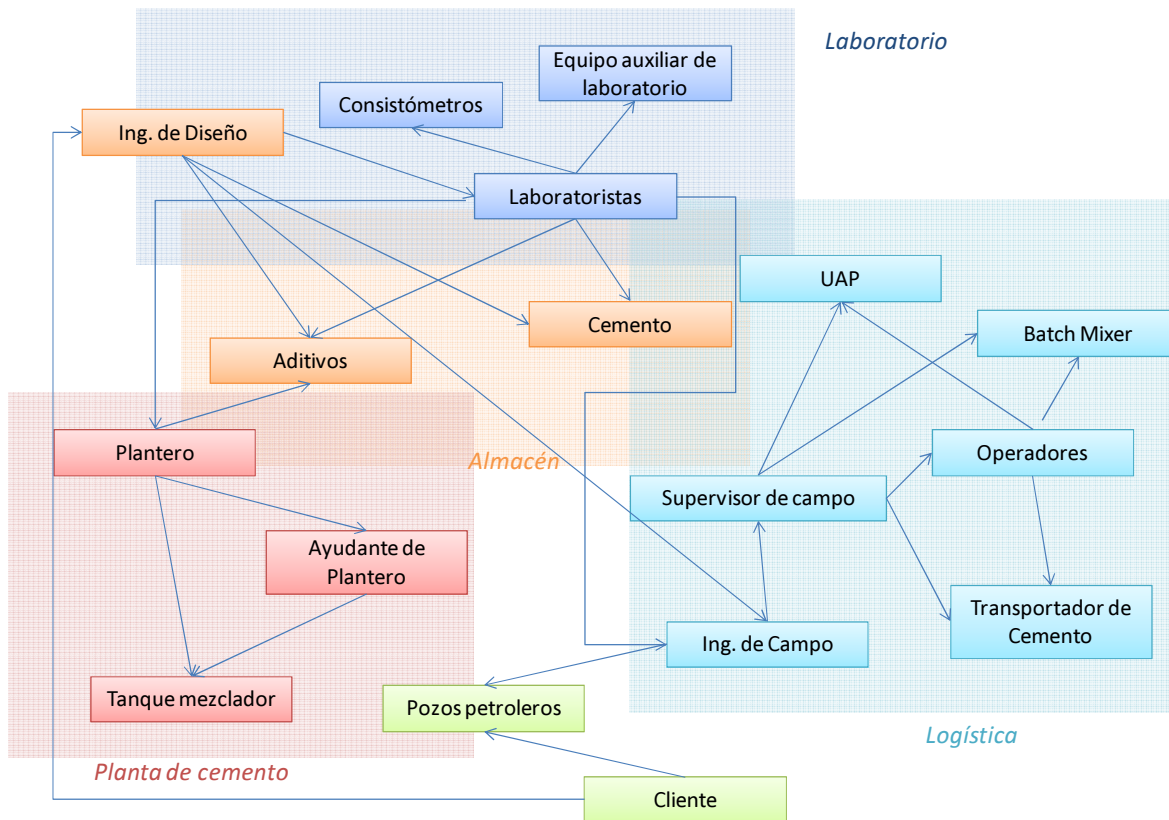 Laboratorio
Equipo auxiliar de
laboratorio
Consistómetros
Ing. de Diseño
Laboratoristas
UAP
Cemento
Batch Mixer
Aditivos
Plantero
Almacén
Operadores
Supervisor de campo
Ayudante de
Plantero
Transportador de
Cemento
Ing. de Campo
Tanque mezclador
Pozos petroleros
Logística
Planta de cemento
Cliente